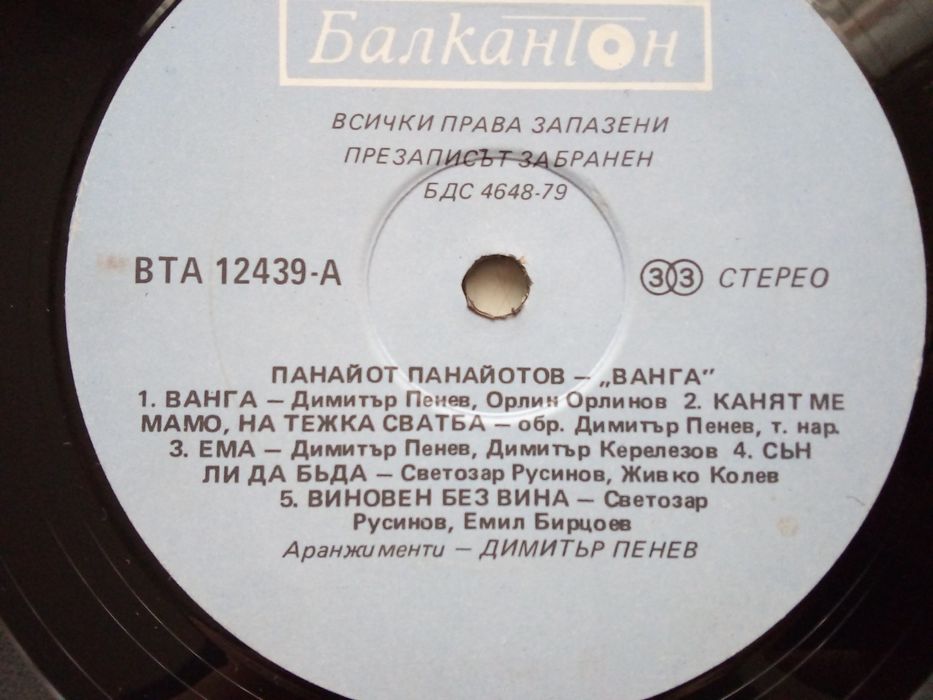 Балкантон
ВСИЧКИ ПРАВА ЗАПАЗЕНИ
ПРЕЗАПИСЪТ ЗАБРАНЕН
БДС 4648-79
ВТА 12439-А
33 СТЕРЕО
ПАНАЙОТ ПАНАЙОТОВ – „ВАНГА”
1. ВАНГА – Димитър Пенев, Орлин Орлинов 2. КАНЯТ МЕ
МАМО, НА ТЕЖКА СВАТБА – обр. Димитър Пенев, т. нар.
3. ЕМА – Димитър Пенев, Димитър Керелезов 4. СЪН
ЛИ ДА БЬДА – Светозар Русинов, Живко Колев
5. ВИНОВЕН БЕЗ ВИНА – Светозар
Русинов, Емил Бирцоев
Аранжименти – ДИМИТЪР ПЕНЕВ